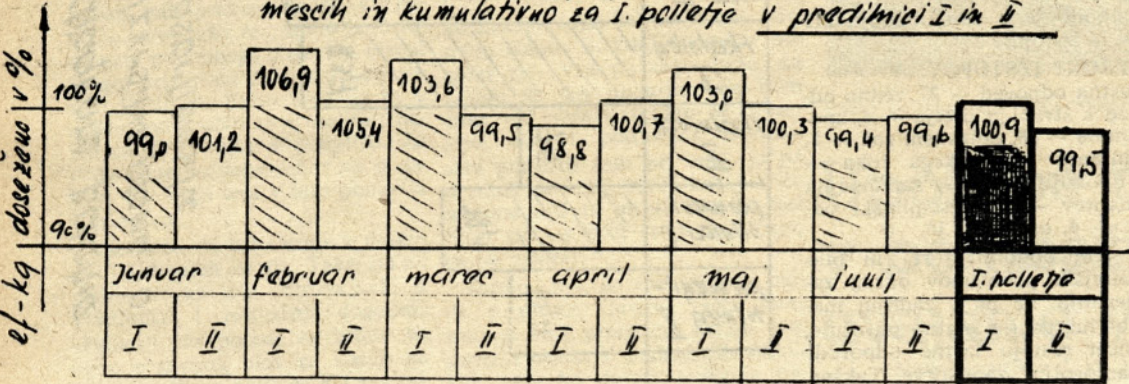 mescih in kumulativno za I. polletje v predilnici I in II
ef-kg doseženo v %
100%
90%
99,0 101,2 106,9 105,4 103,6 99,5 98,8 100,7 103,0 100,3 99,4 99,6 100,9 99,5
januar februar marec april maj junij I. polletje
I II I II I II I II I II I II I II